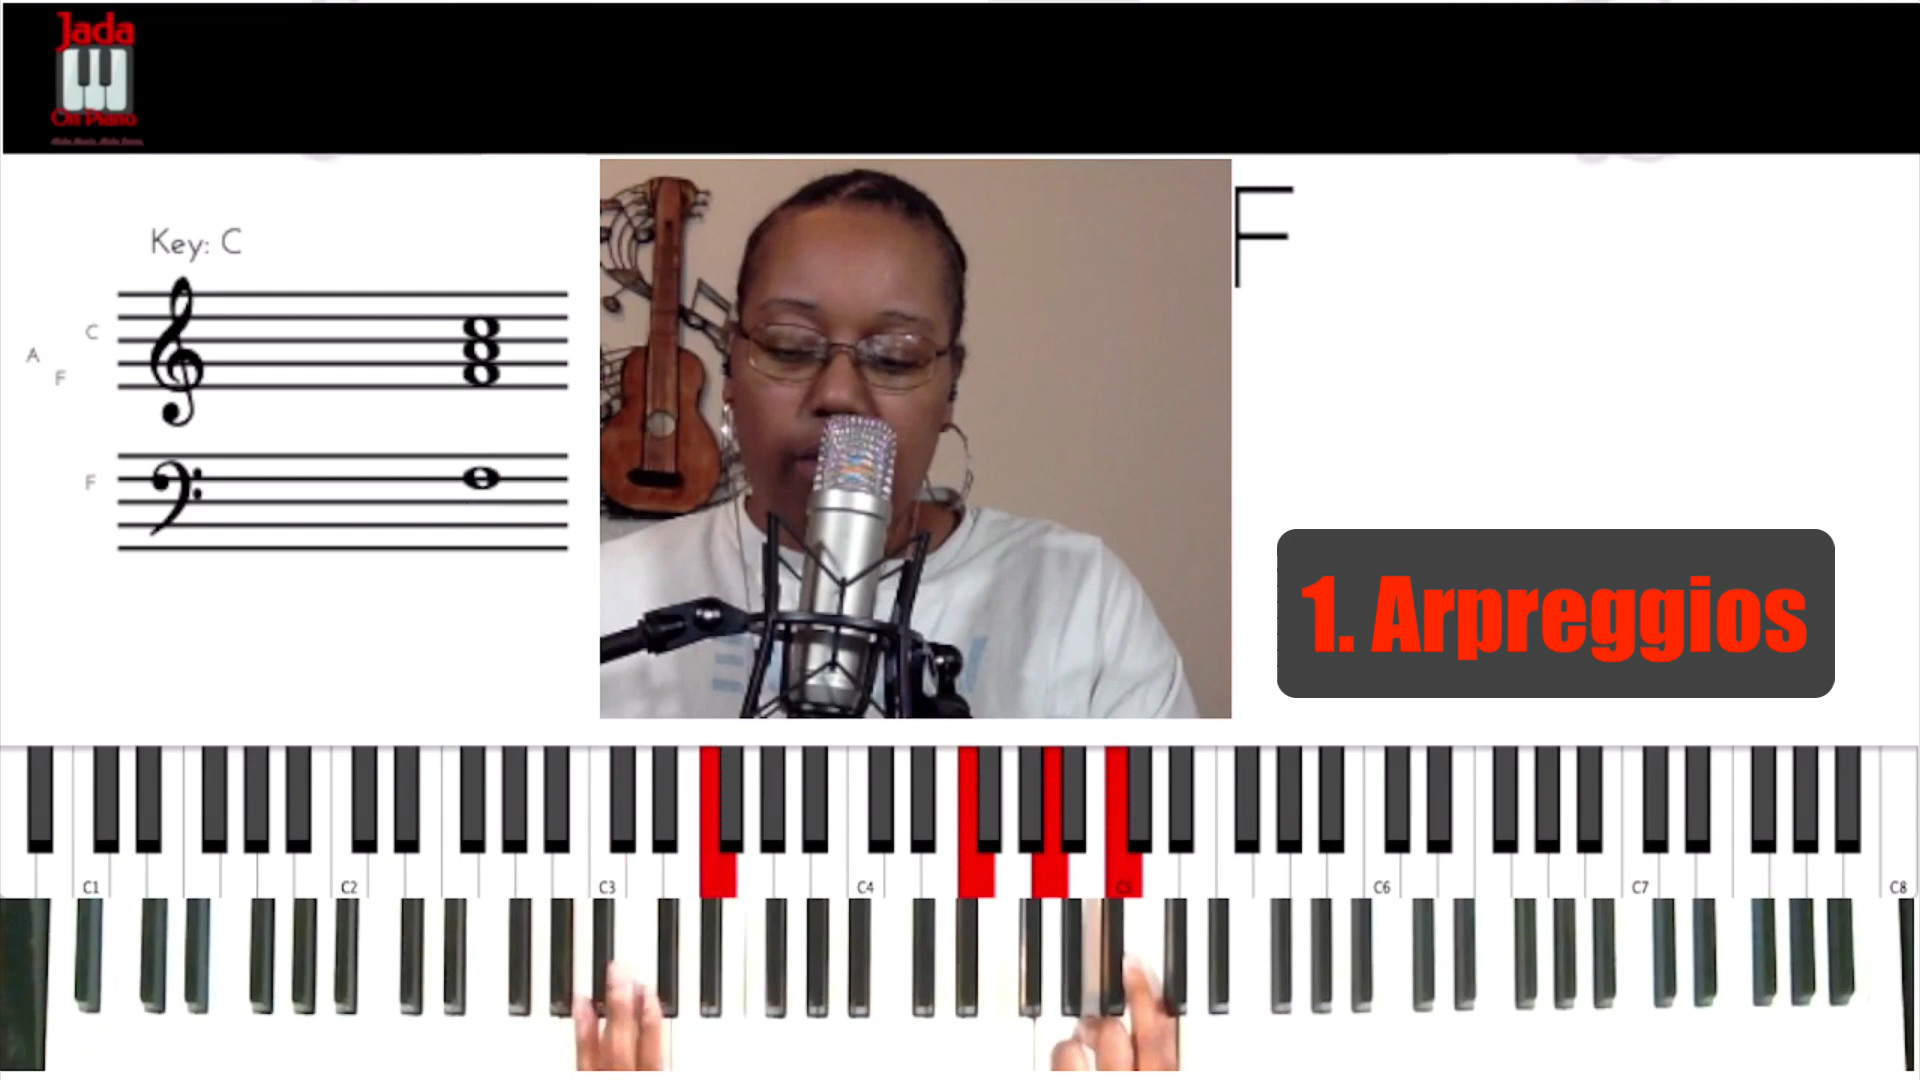 Jada
On Piano
Key: C
F
C
A
F
F
1. Arpreggios
C1 C2 C3 C4 C5 C6 C7 C8